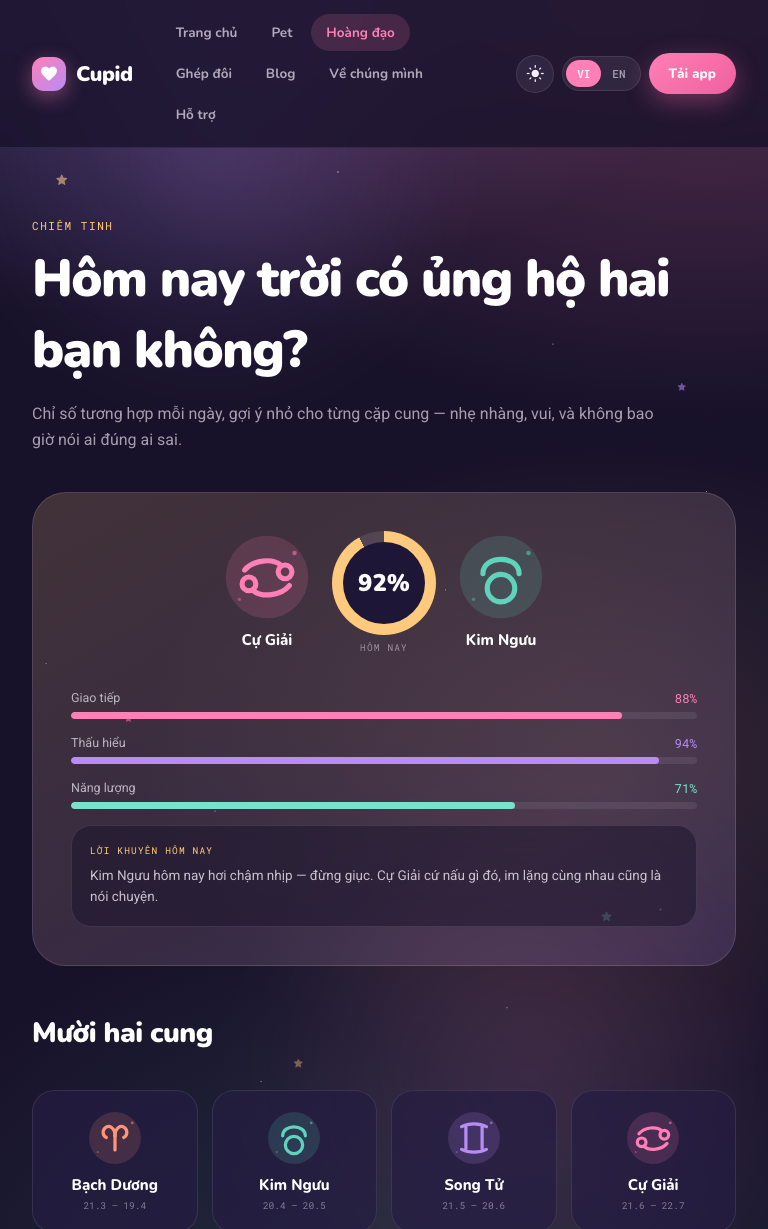 Cupid
Trang chủ
Pet
Hoàng đạo
Ghép đôi
Blog
Về chúng mình
Hỗ trợ
VI
EN
Tải app
CHIÊM TINH
Hôm nay trời có ủng hộ hai
bạn không?
Chỉ số tương hợp mỗi ngày, gợi ý nhỏ cho từng cặp cung — nhẹ nhàng, vui, và không bao
giờ nói ai đúng ai sai.
Cự Giải
92%
HÔM NAY
Kim Ngưu
Giao tiếp
88%
Thấu hiểu
94%
Năng lượng
71%
LỜI KHUYÊN HÔM NAY
Kim Ngưu hôm nay hơi chậm nhịp — đừng giục. Cự Giải cứ nấu gì đó, im lặng cùng nhau cũng là
nói chuyện.
Mười hai cung
Bạch Dương
21.3 — 19.4
Kim Ngưu
20.4 — 20.5
Song Tử
21.5 — 20.6
Cự Giải
21.6 — 22.7